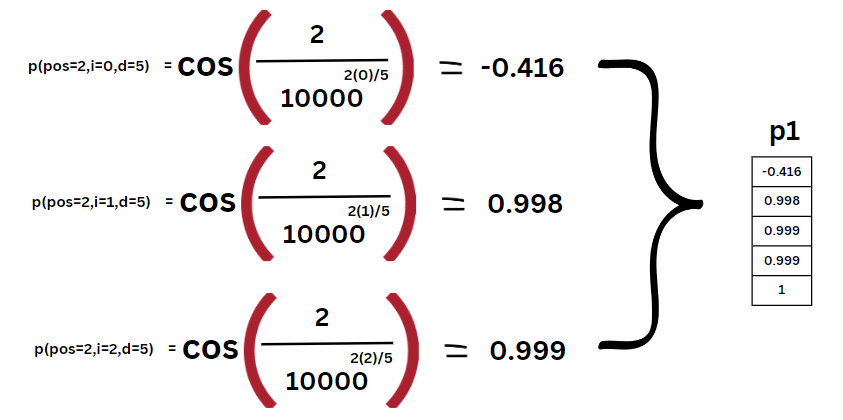 p(pos=2,i=0,d=5) = COS ( 2 / 10000 2(0)/5 ) = -0.416
p(pos=2,i=1,d=5) = COS ( 2 / 10000 2(1)/5 ) = 0.998
p(pos=2,i=2,d=5) = COS ( 2 / 10000 2(2)/5 ) = 0.999
p1
-0.416
0.998
0.999
0.999
1